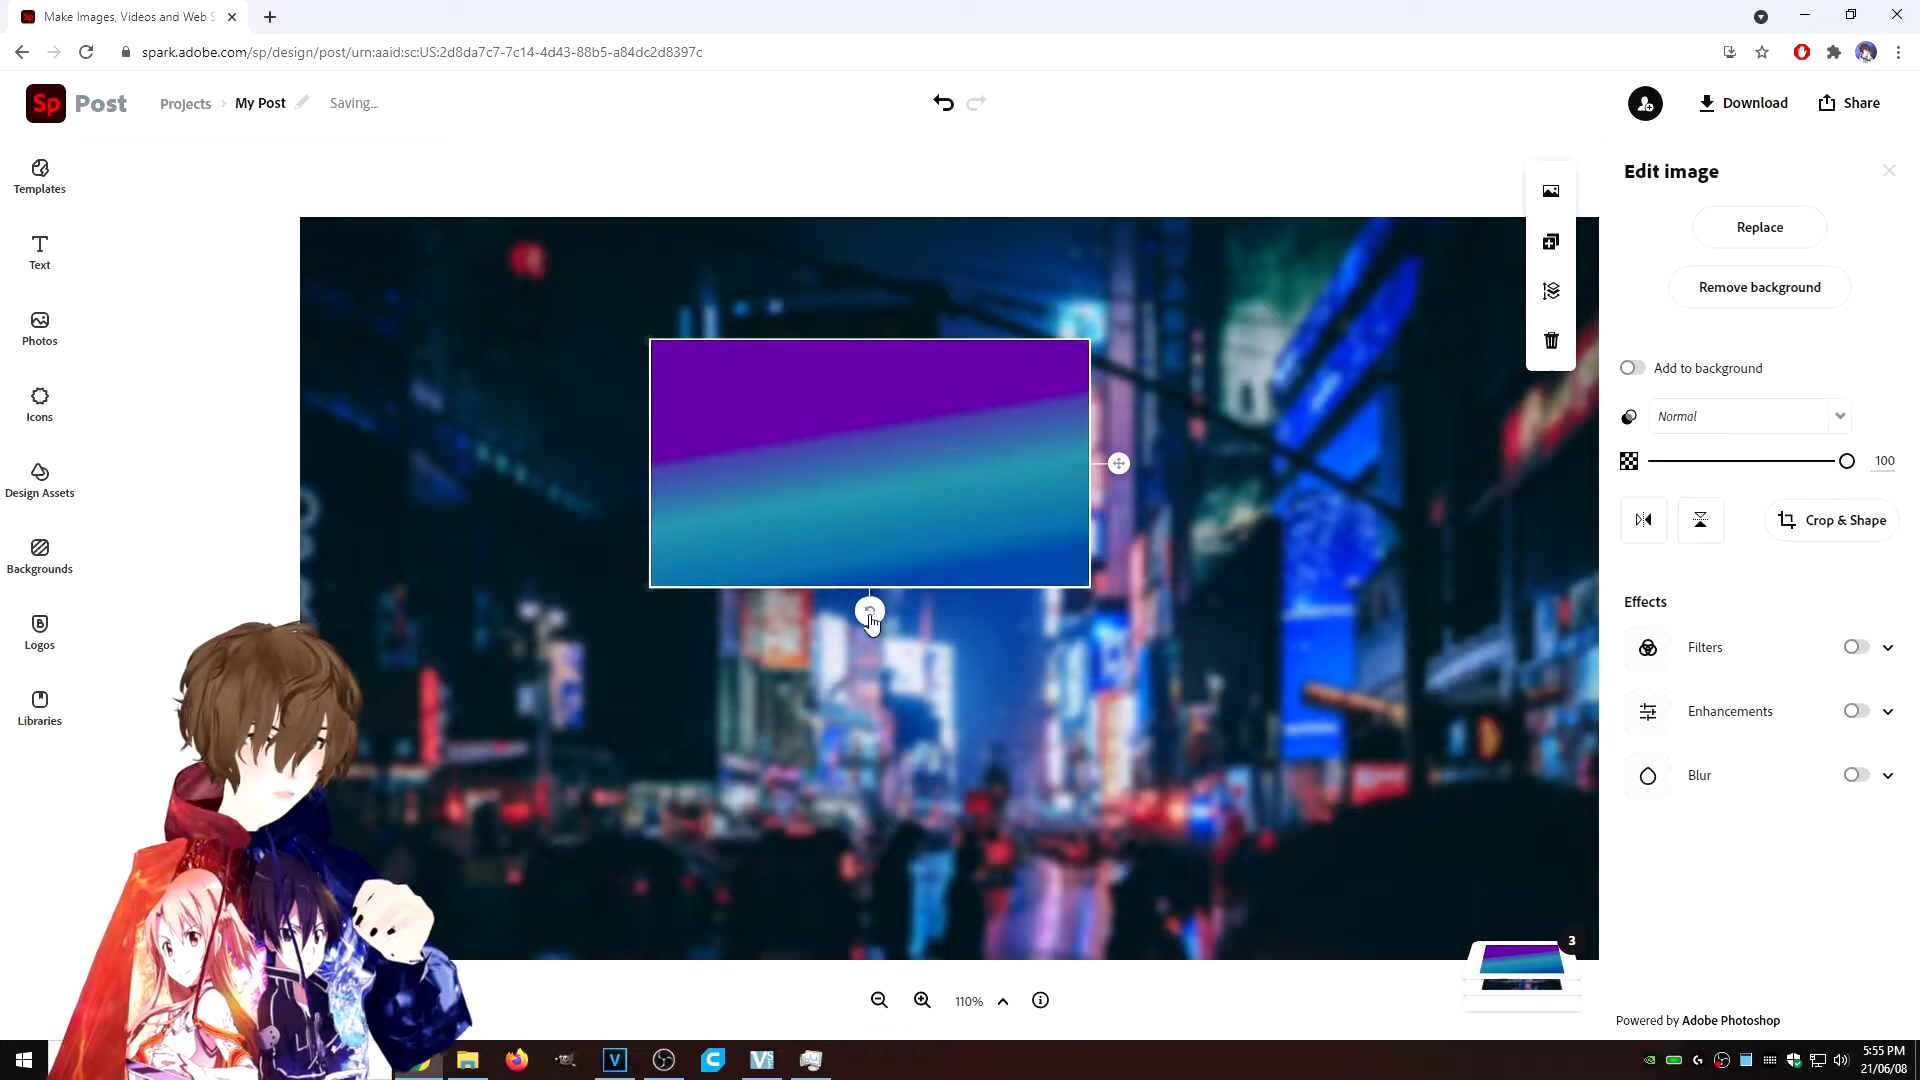 Make Images, Videos and Web S
spark.adobe.com/sp/design/post/urn:aaid:sc:US:2d8da7c7-7c14-4d43-88b5-a84dc2d8397c
Sp Post
Projects > My Post
Saving...
Download
Share
Templates
Text
Photos
Icons
Design Assets
Backgrounds
Logos
Libraries
Edit image
Replace
Remove background
Add to background
Normal
100
Crop & Shape
Effects
Filters
Enhancements
Blur
3
110%
Powered by Adobe Photoshop
5:55 PM
21/06/08